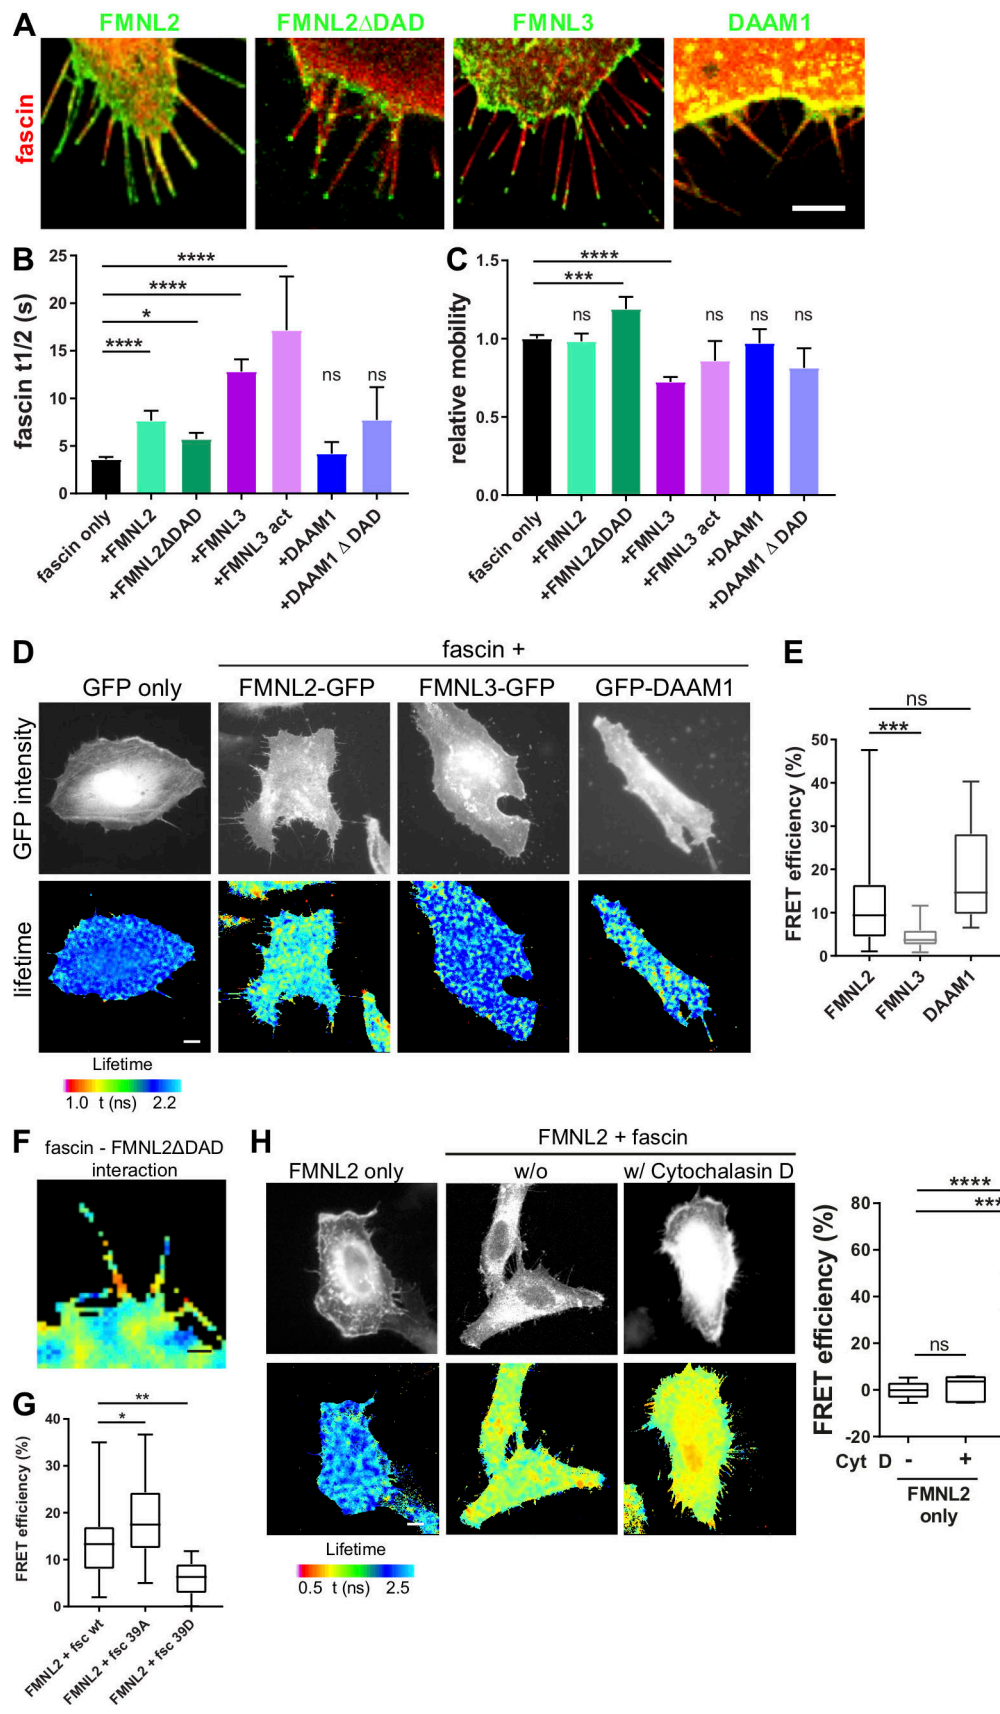 A
FMNL2 FMNL2ΔDAD FMNL3 DAAM1
fascin
B
fascin t1/2 (s)
25
20
15
10
5
0
****
****
*
****
ns ns
fascin only
+FMNL2
+FMNL2ΔDAD
+FMNL3
+FMNL3 act
+DAAM1
+DAAM1 Δ DAD
C
relative mobility
1.5
1.0
0.5
0.0
****
***
ns ns ns ns
fascin only
+FMNL2
+FMNL2ΔDAD
+FMNL3
+FMNL3 act
+DAAM1
+DAAM1 Δ DAD
D
fascin +
GFP only FMNL2-GFP FMNL3-GFP GFP-DAAM1
GFP intensity
lifetime
Lifetime
1.0 t (ns) 2.2
E
FRET efficiency (%)
50
40
30
20
10
0
ns
***
FMNL2
FMNL3
DAAM1
F
fascin - FMNL2ΔDAD
interaction
G
FRET efficiency (%)
40
30
20
10
0
**
*
FMNL2 + fsc wt
FMNL2 + fsc 39A
FMNL2 + fsc 39D
H
FMNL2 + fascin
FMNL2 only w/o w/ Cytochalasin D
Lifetime
0.5 t (ns) 2.5
FRET efficiency (%)
80
60
40
20
0
-20
****
***
ns
Cyt D - +
FMNL2
only